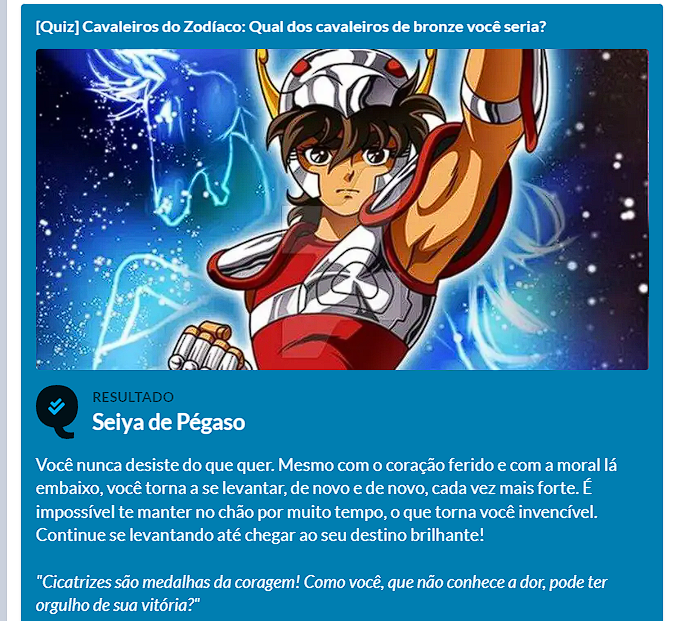 [Quiz] Cavaleiros do Zodíaco: Qual dos cavaleiros de bronze você seria?
RESULTADO
Seiya de Pégaso
Você nunca desiste do que quer. Mesmo com o coração ferido e com a moral lá
embaixo, você torna a se levantar, de novo e de novo, cada vez mais forte. É
impossível te manter no chão por muito tempo, o que torna você invencível.
Continue se levantando até chegar ao seu destino brilhante!
"Cicatrizes são medalhas da coragem! Como você, que não conhece a dor, pode ter
orgulho de sua vitória?"